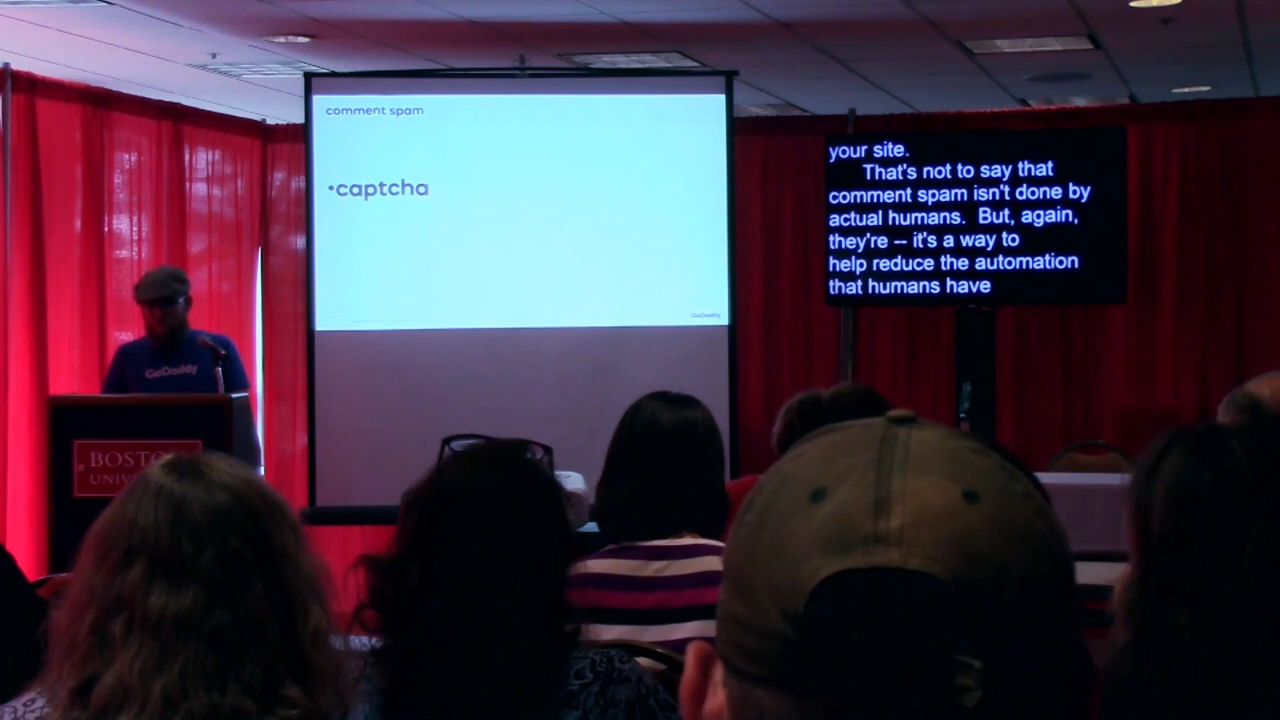 comment spam
•captcha
GoDaddy
your site.
That's not to say that
comment spam isn't done by
actual humans.  But, again,
they're -- it's a way to
help reduce the automation
that humans have
GoDaddy
BOSTON